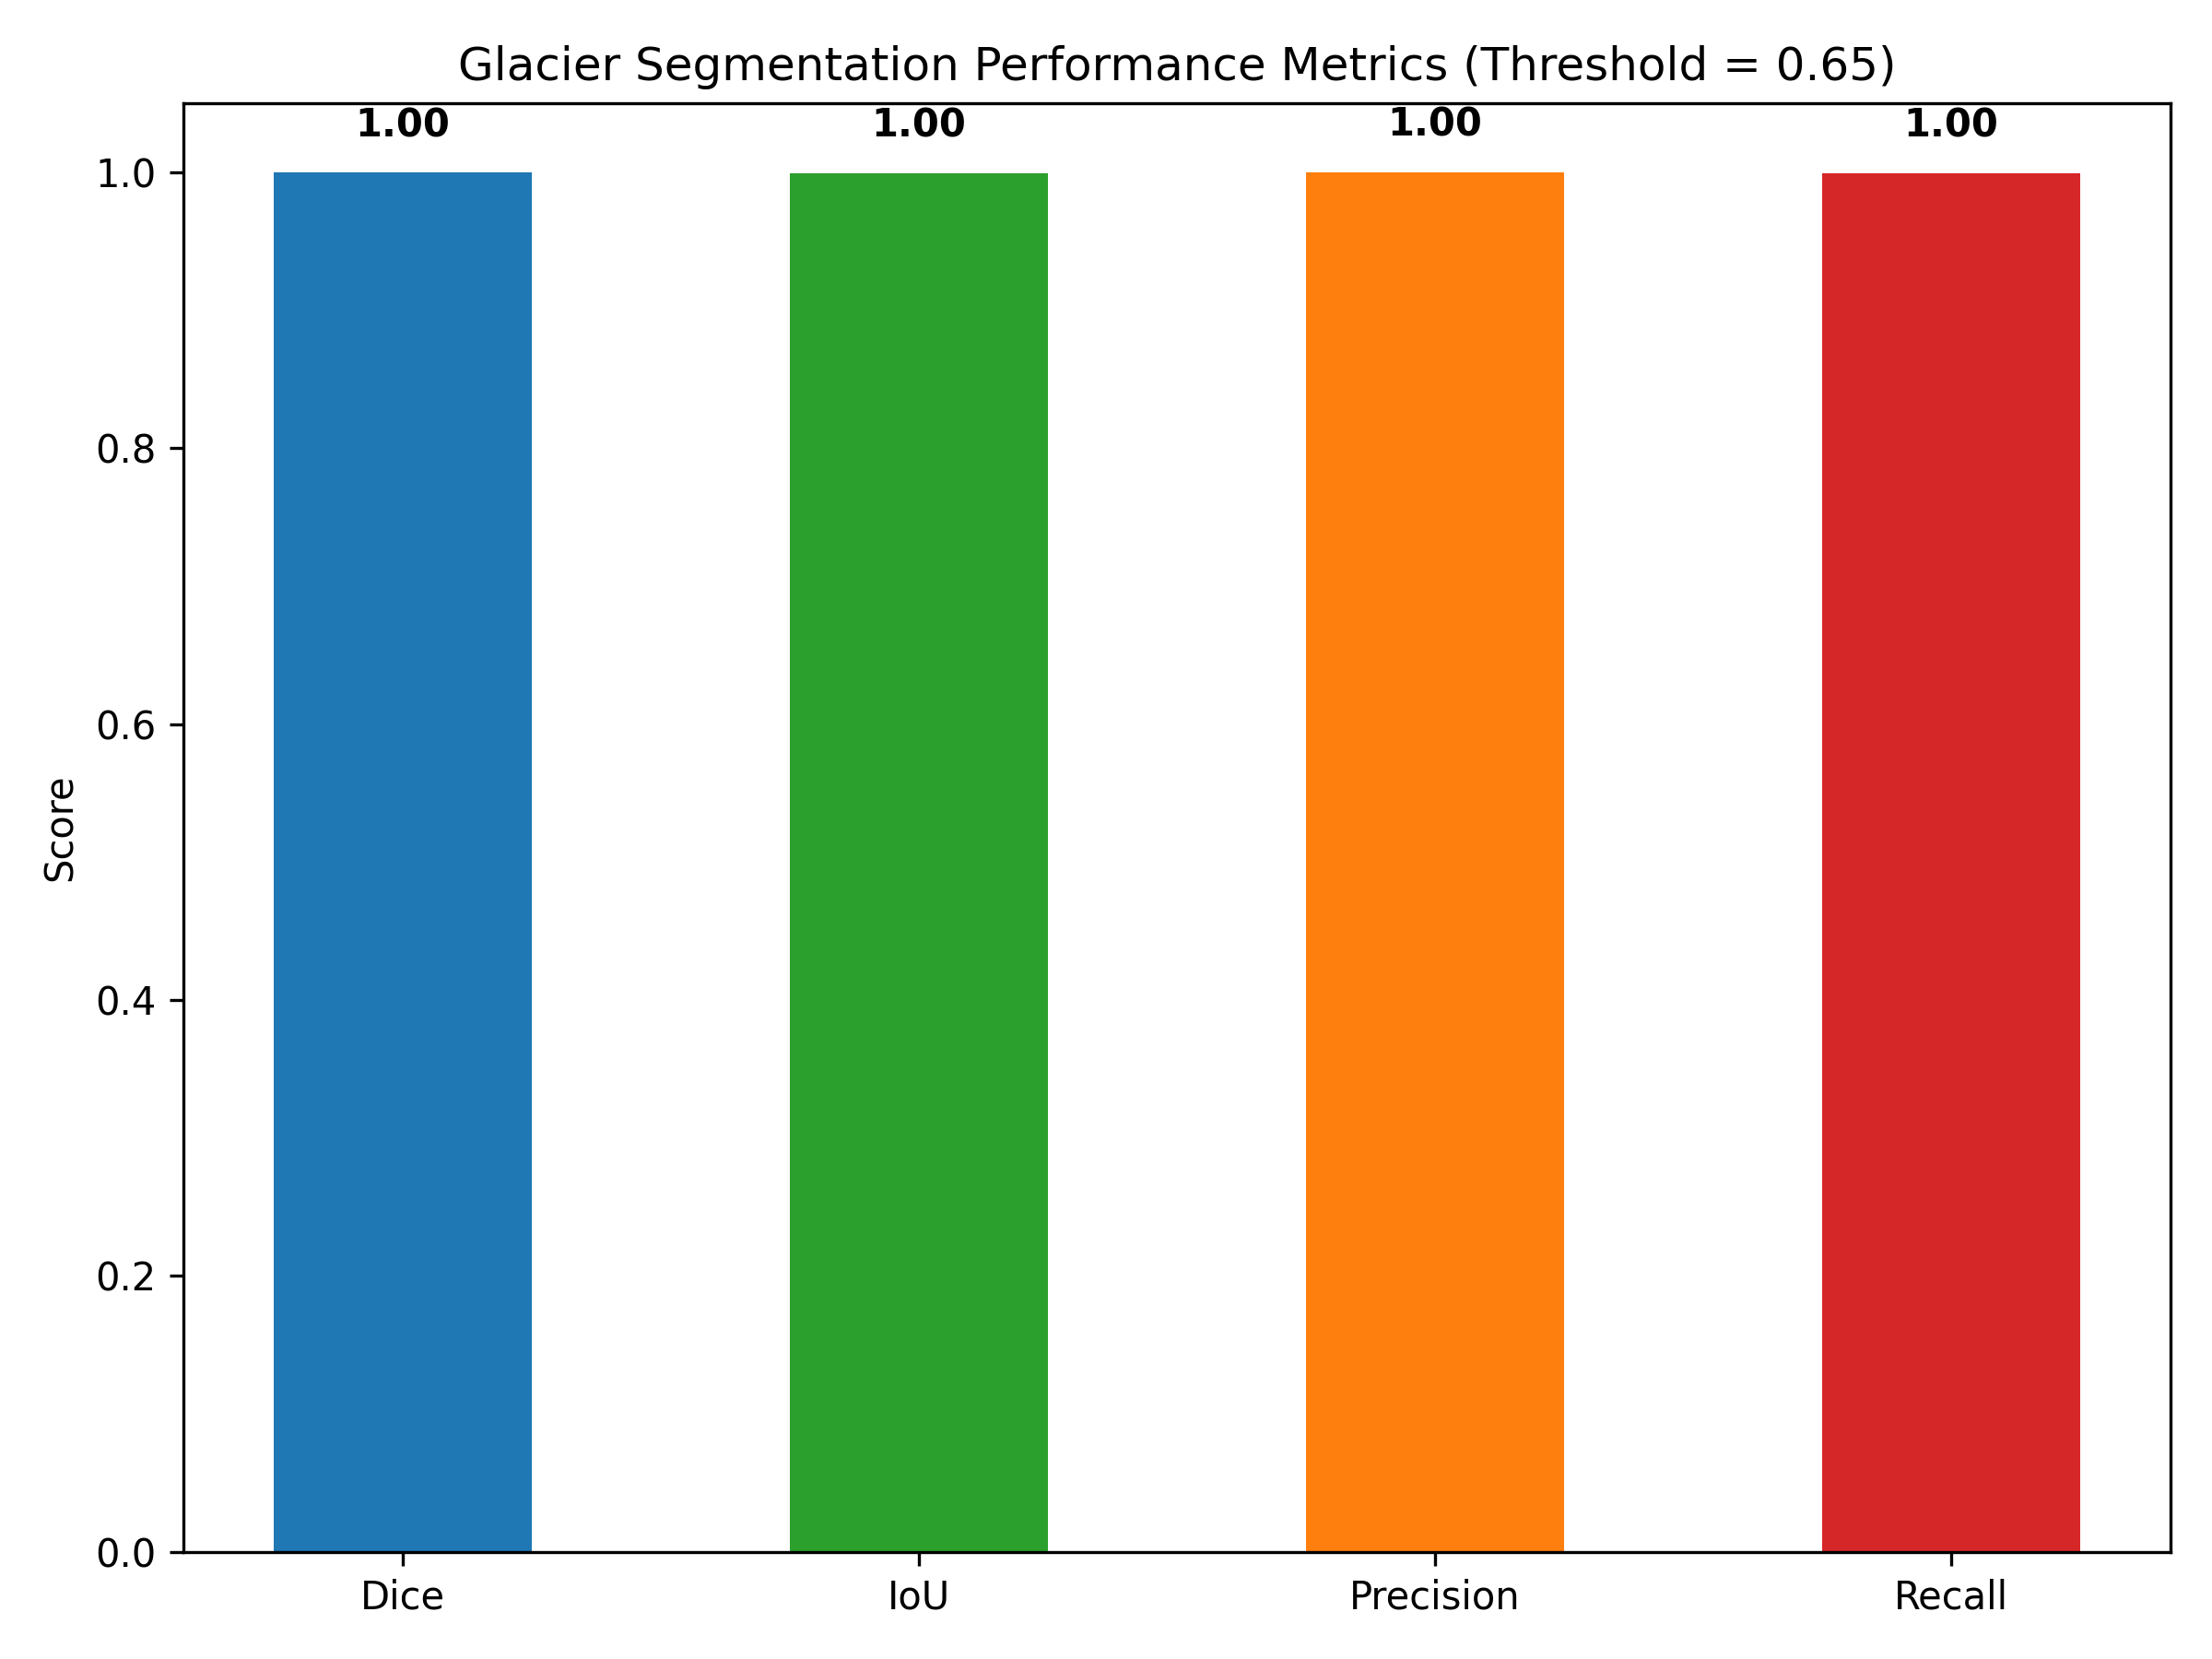 Glacier Segmentation Performance Metrics (Threshold = 0.65)
1.00 1.00 1.00 1.00
1.0
0.8
0.6
0.4
0.2
0.0
Score
Dice IoU Precision Recall